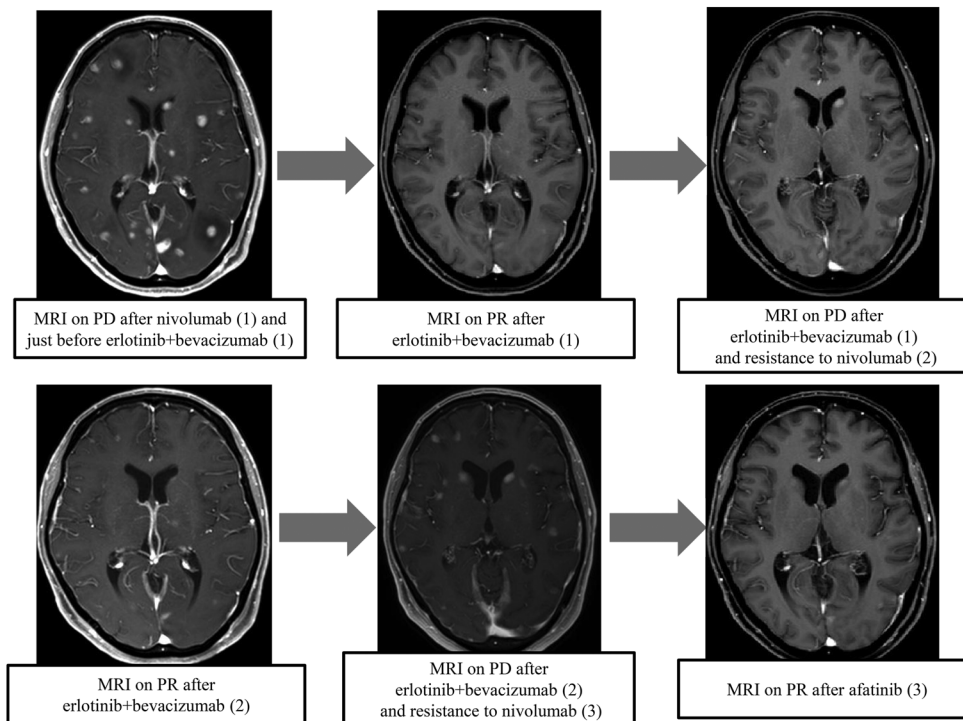 MRI on PD after nivolumab (1) and
just before erlotinib+bevacizumab (1)
MRI on PR after
erlotinib+bevacizumab (1)
MRI on PD after
erlotinib+bevacizumab (1)
and resistance to nivolumab (2)
MRI on PR after
erlotinib+bevacizumab (2)
MRI on PD after
erlotinib+bevacizumab (2)
and resistance to nivolumab (3)
MRI on PR after afatinib (3)